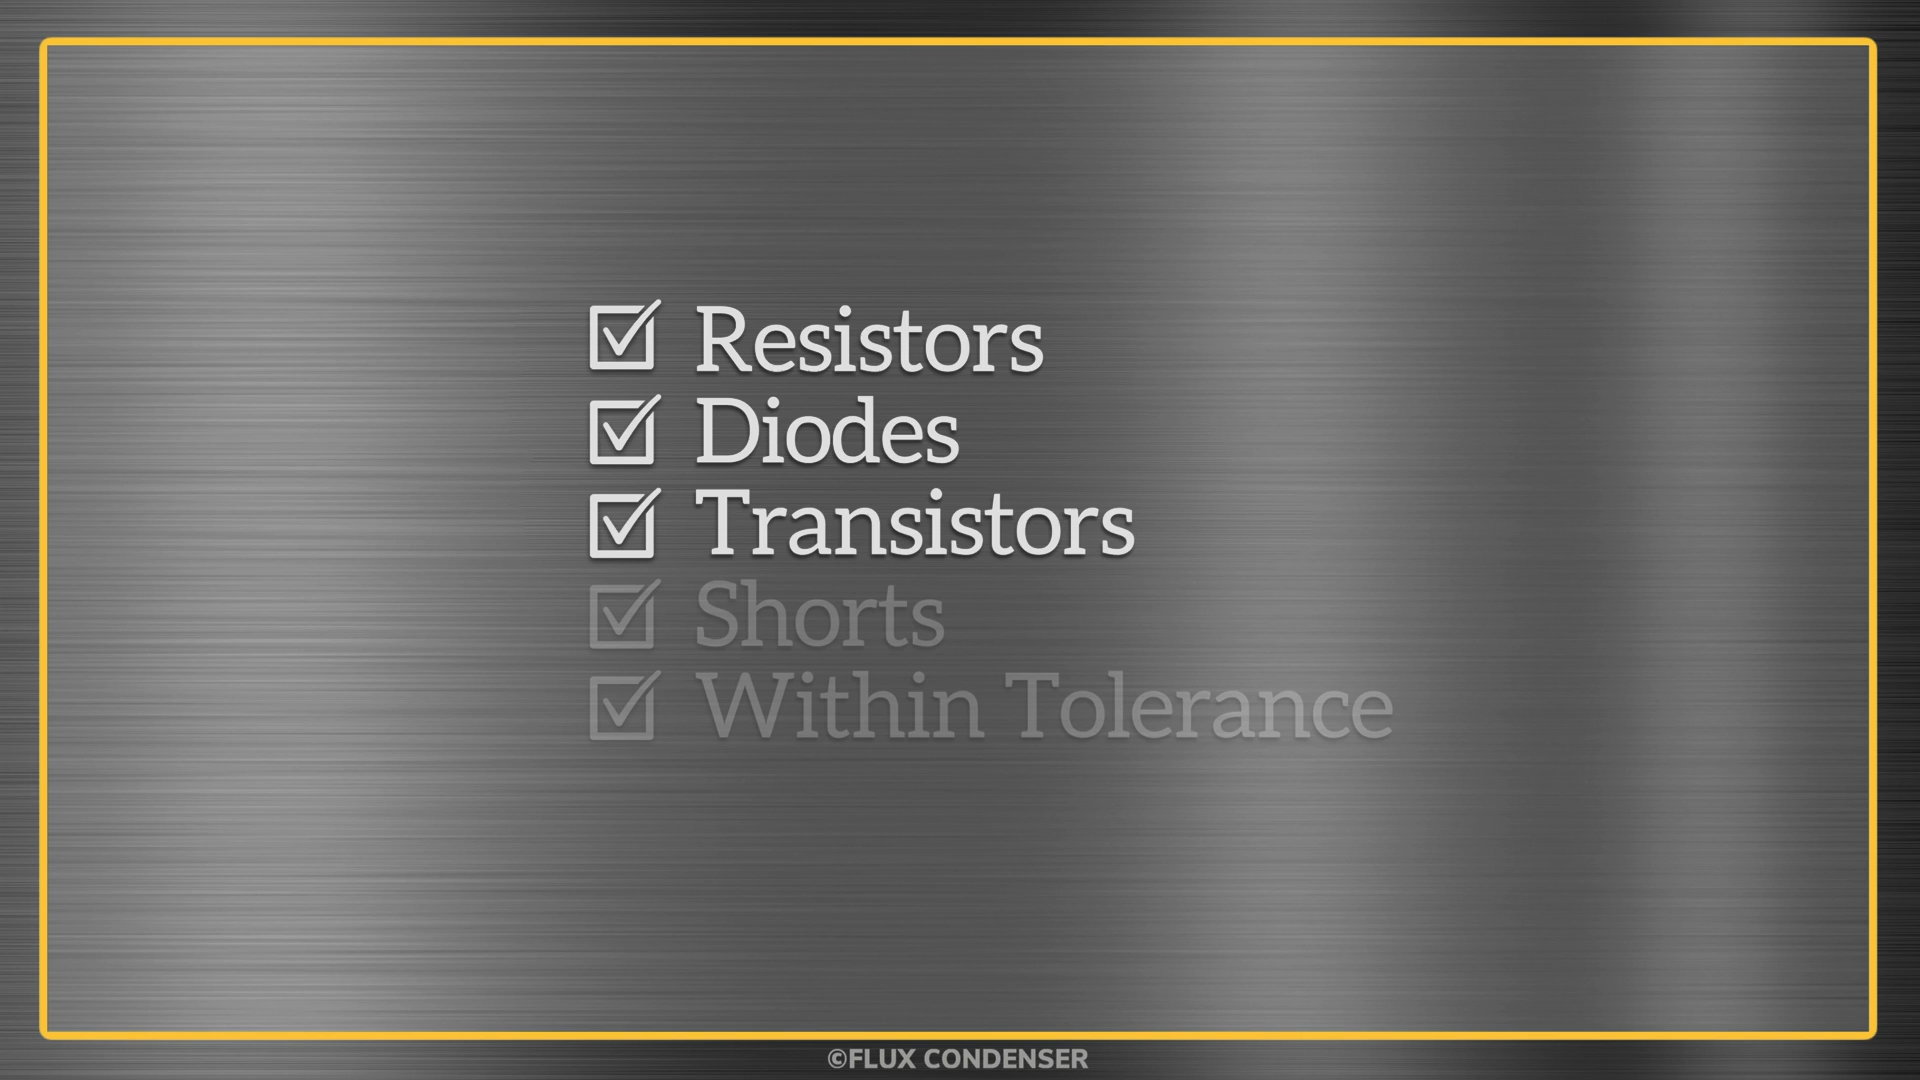 Resistors
Diodes
Transistors
Shorts
Within Tolerance
©FLUX CONDENSER